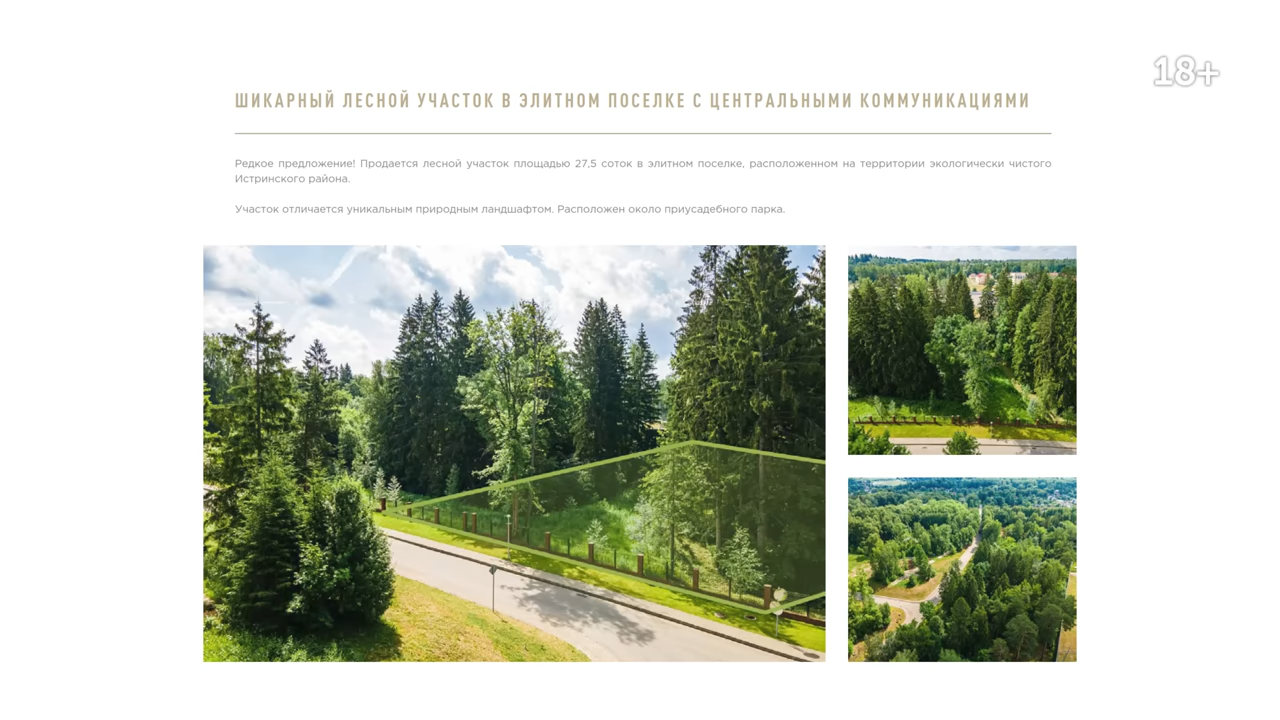 18+
ШИКАРНЫЙ ЛЕСНОЙ УЧАСТОК В ЭЛИТНОМ ПОСЕЛКЕ С ЦЕНТРАЛЬНЫМИ КОММУНИКАЦИЯМИ
Редкое предложение! Продается лесной участок площадью 27,5 соток в элитном поселке, расположенном на территории экологически чистого
Истринского района.
Участок отличается уникальным природным ландшафтом. Расположен около приусадебного парка.